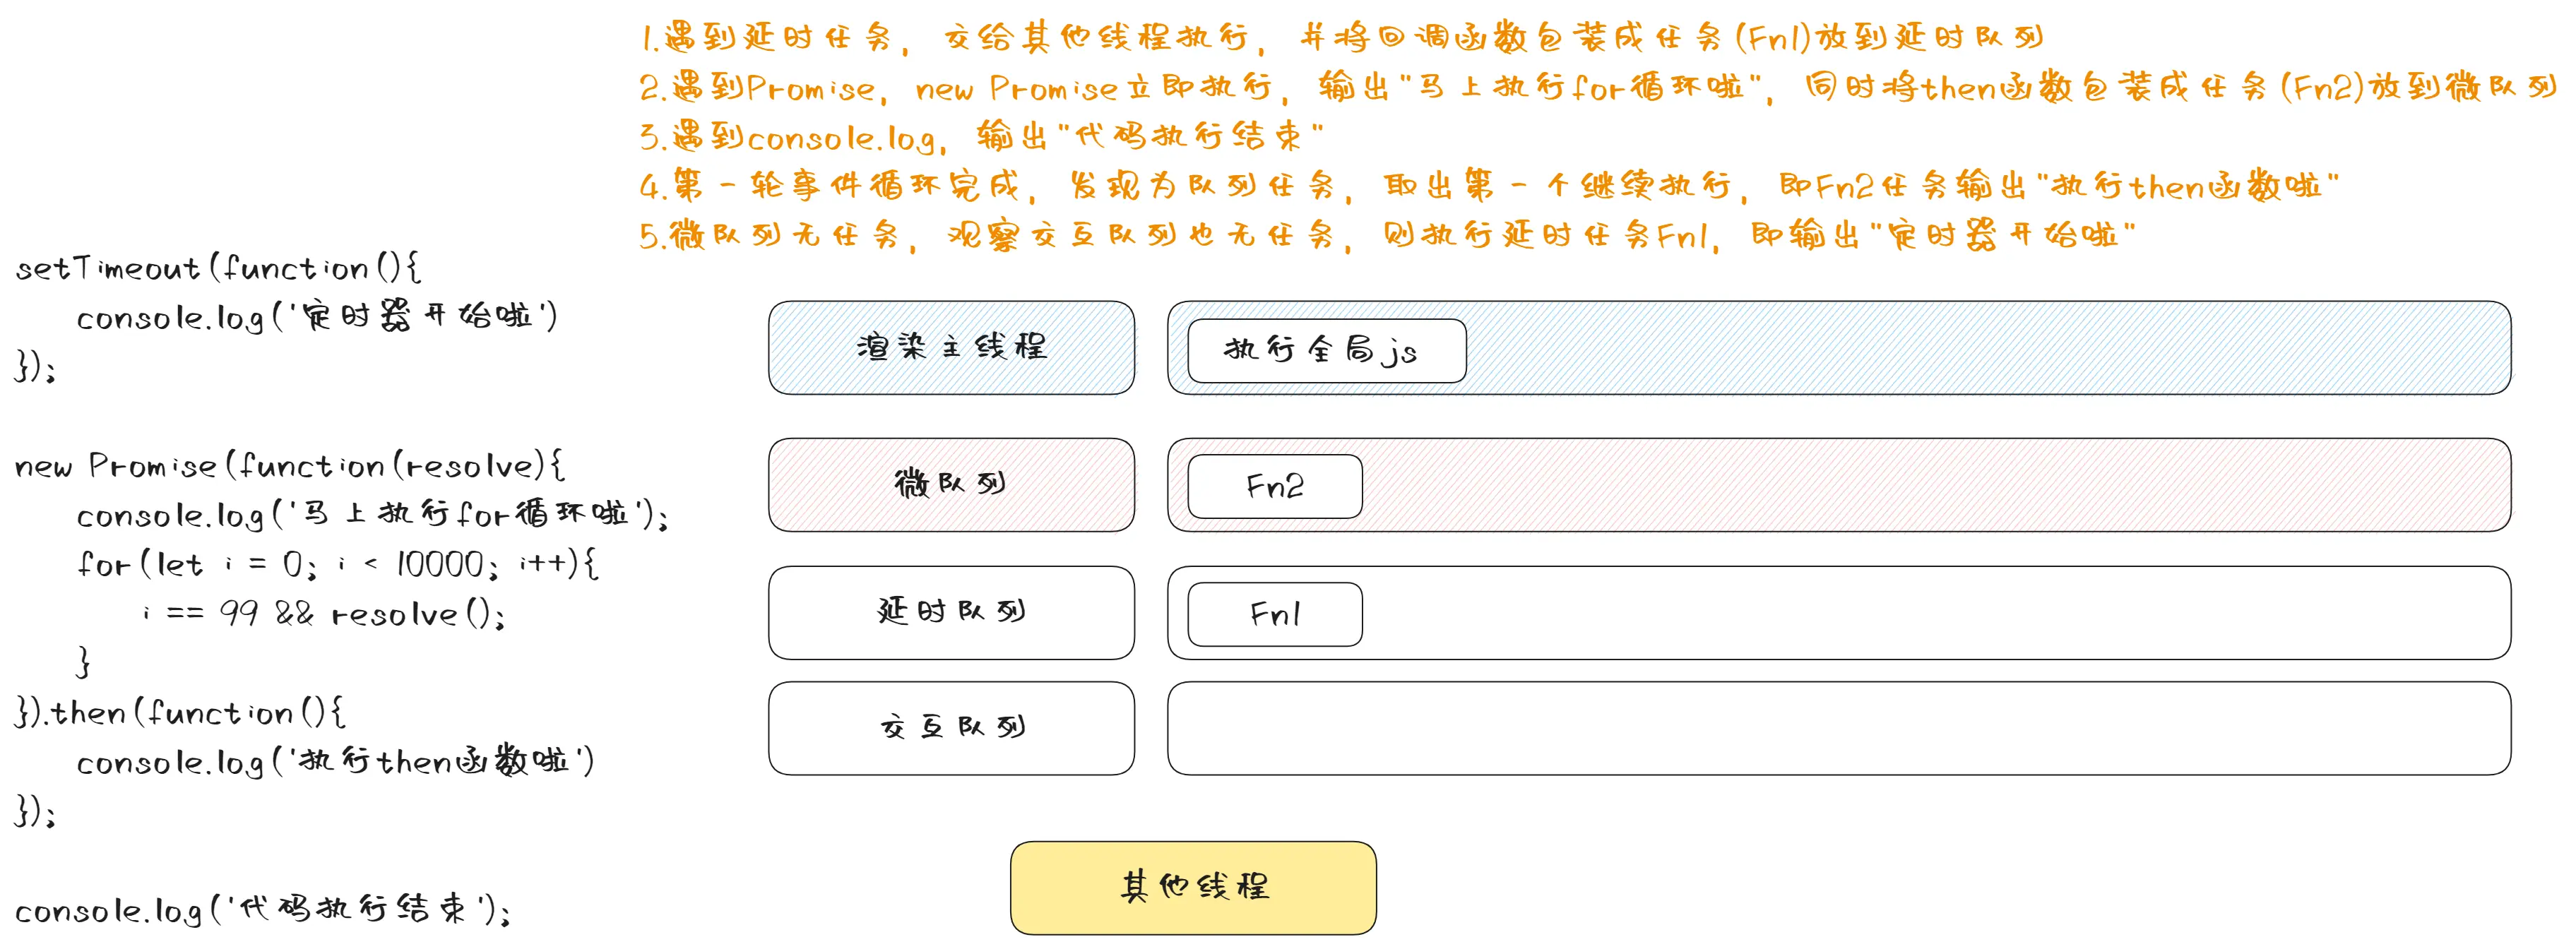 1.遇到延时任务，交给其他线程执行，并将回调函数包装成任务(Fn1)放到延时队列
2.遇到Promise，new Promise立即执行，输出"马上执行for循环啦"，同时将then函数包装成任务(Fn2)放到微队列
3.遇到console.log，输出"代码执行结束"
4.第一轮事件循环完成，发现为队列任务，取出第一个继续执行，即Fn2任务输出"执行then函数啦"
5.微队列无任务，观察交互队列也无任务，则执行延时任务Fn1，即输出"定时器开始啦"
setTimeout(function(){
console.log('定时器开始啦')
});
new Promise(function(resolve){
console.log('马上执行for循环啦');
for(let i = 0; i < 10000; i++){
i == 99 && resolve();
}
}).then(function(){
console.log('执行then函数啦')
});
console.log('代码执行结束');
渲染主线程
执行全局js
微队列
Fn2
延时队列
Fn1
交互队列
其他线程